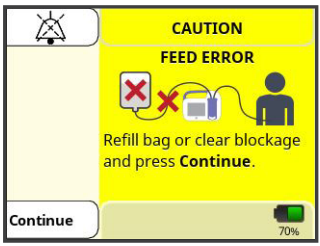 CAUTION
FEED ERROR
Refill bag or clear blockage
and press Continue.
Continue
70%